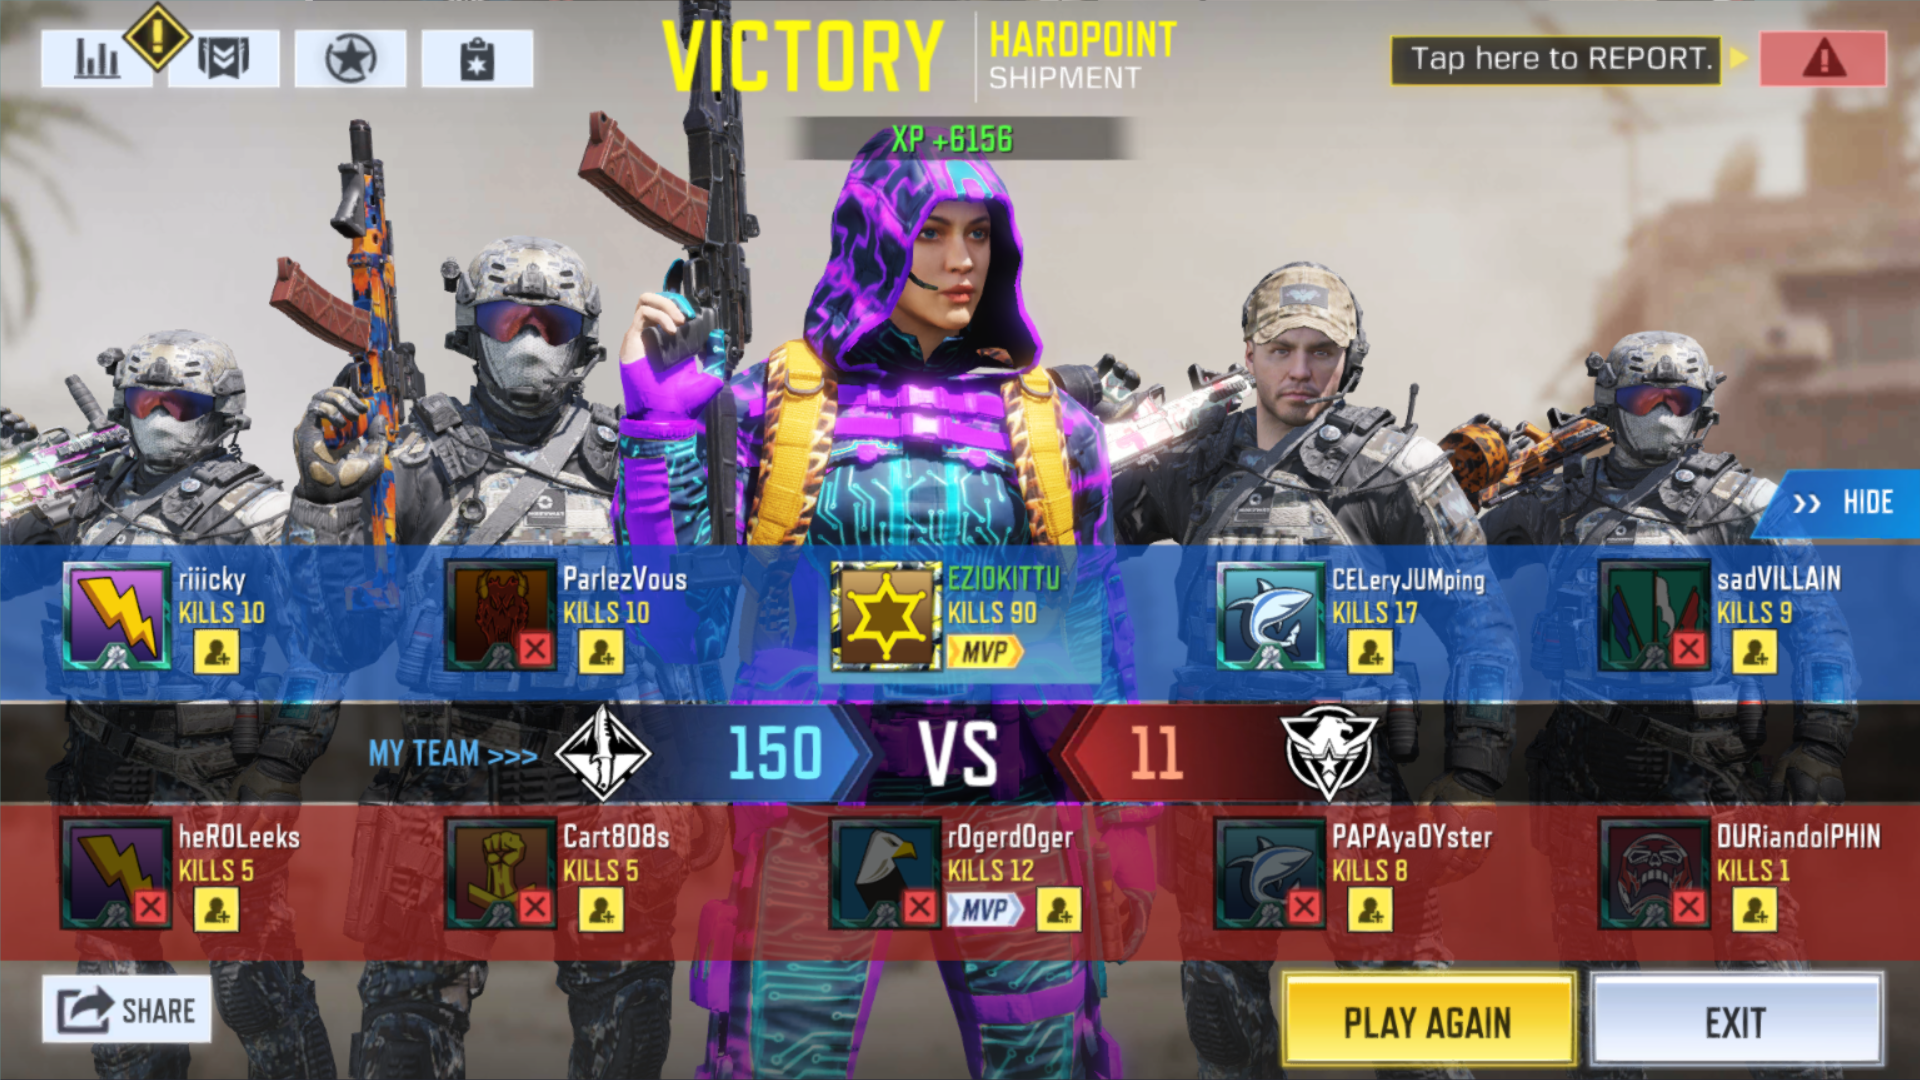 VICTORY
HARDPOINT
SHIPMENT
Tap here to REPORT.
XP +6156
>> HIDE
riiicky
KILLS 10
ParlezVous
KILLS 10
EZIOKITTU
KILLS 90
MVP
CELeryJUMping
KILLS 17
sadVILLAIN
KILLS 9
MY TEAM >>>
150
VS
11
heROLeeks
KILLS 5
Cart808s
KILLS 5
rOgerdOger
KILLS 12
MVP
PAPAyaOYster
KILLS 8
DURiandolPHIN
KILLS 1
SHARE
PLAY AGAIN
EXIT